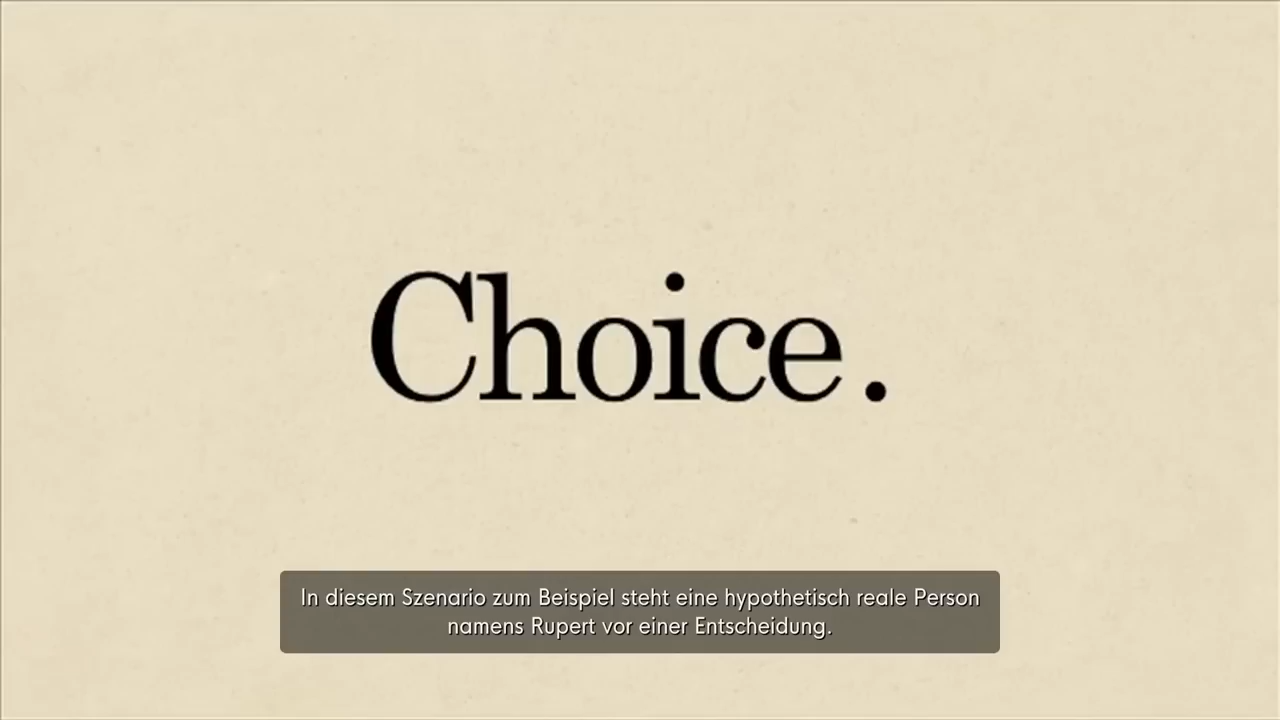 Choice.
In diesem Szenario zum Beispiel steht eine hypothetisch reale Person
namens Rupert vor einer Entscheidung.